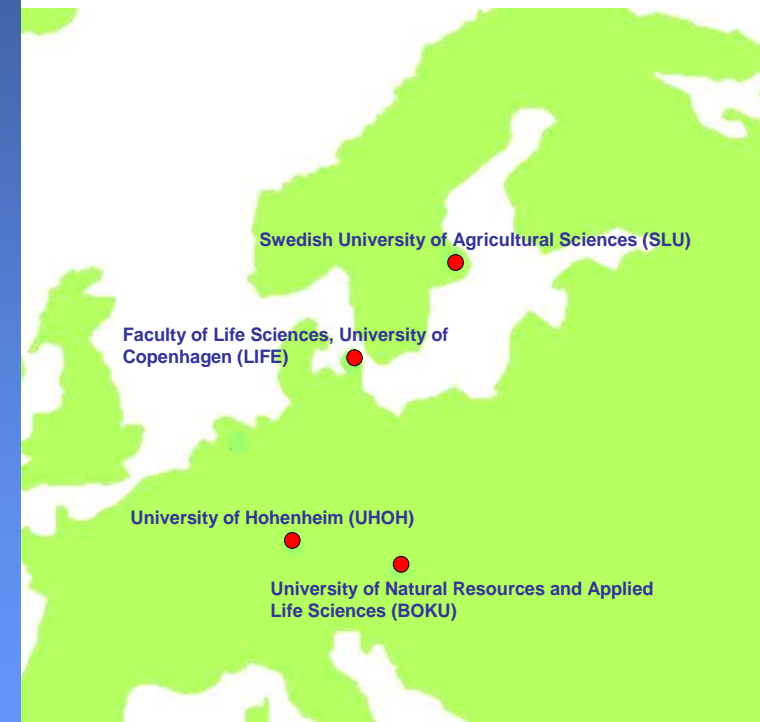 Swedish University of Agricultural Sciences (SLU)
Faculty of Life Sciences, University of
Copenhagen (LIFE)
University of Hohenheim (UHOH)
University of Natural Resources and Applied
Life Sciences (BOKU)